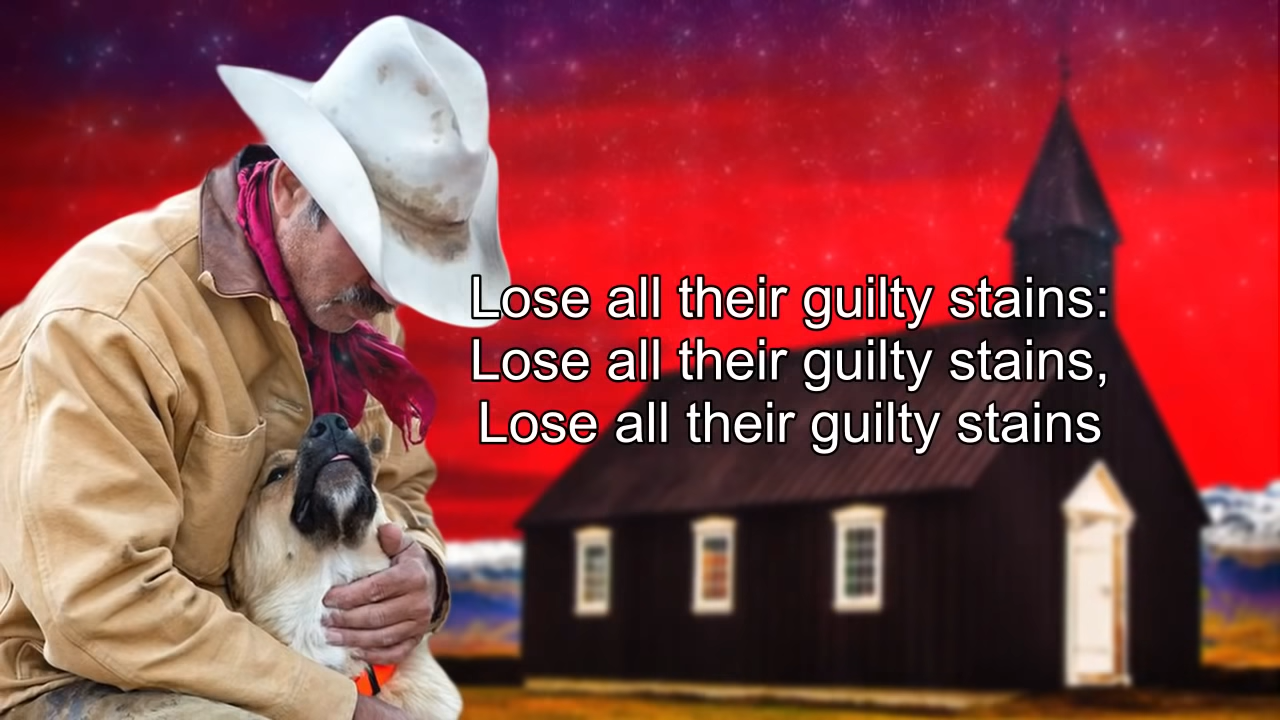 Lose all their guilty stains:
Lose all their guilty stains,
Lose all their guilty stains